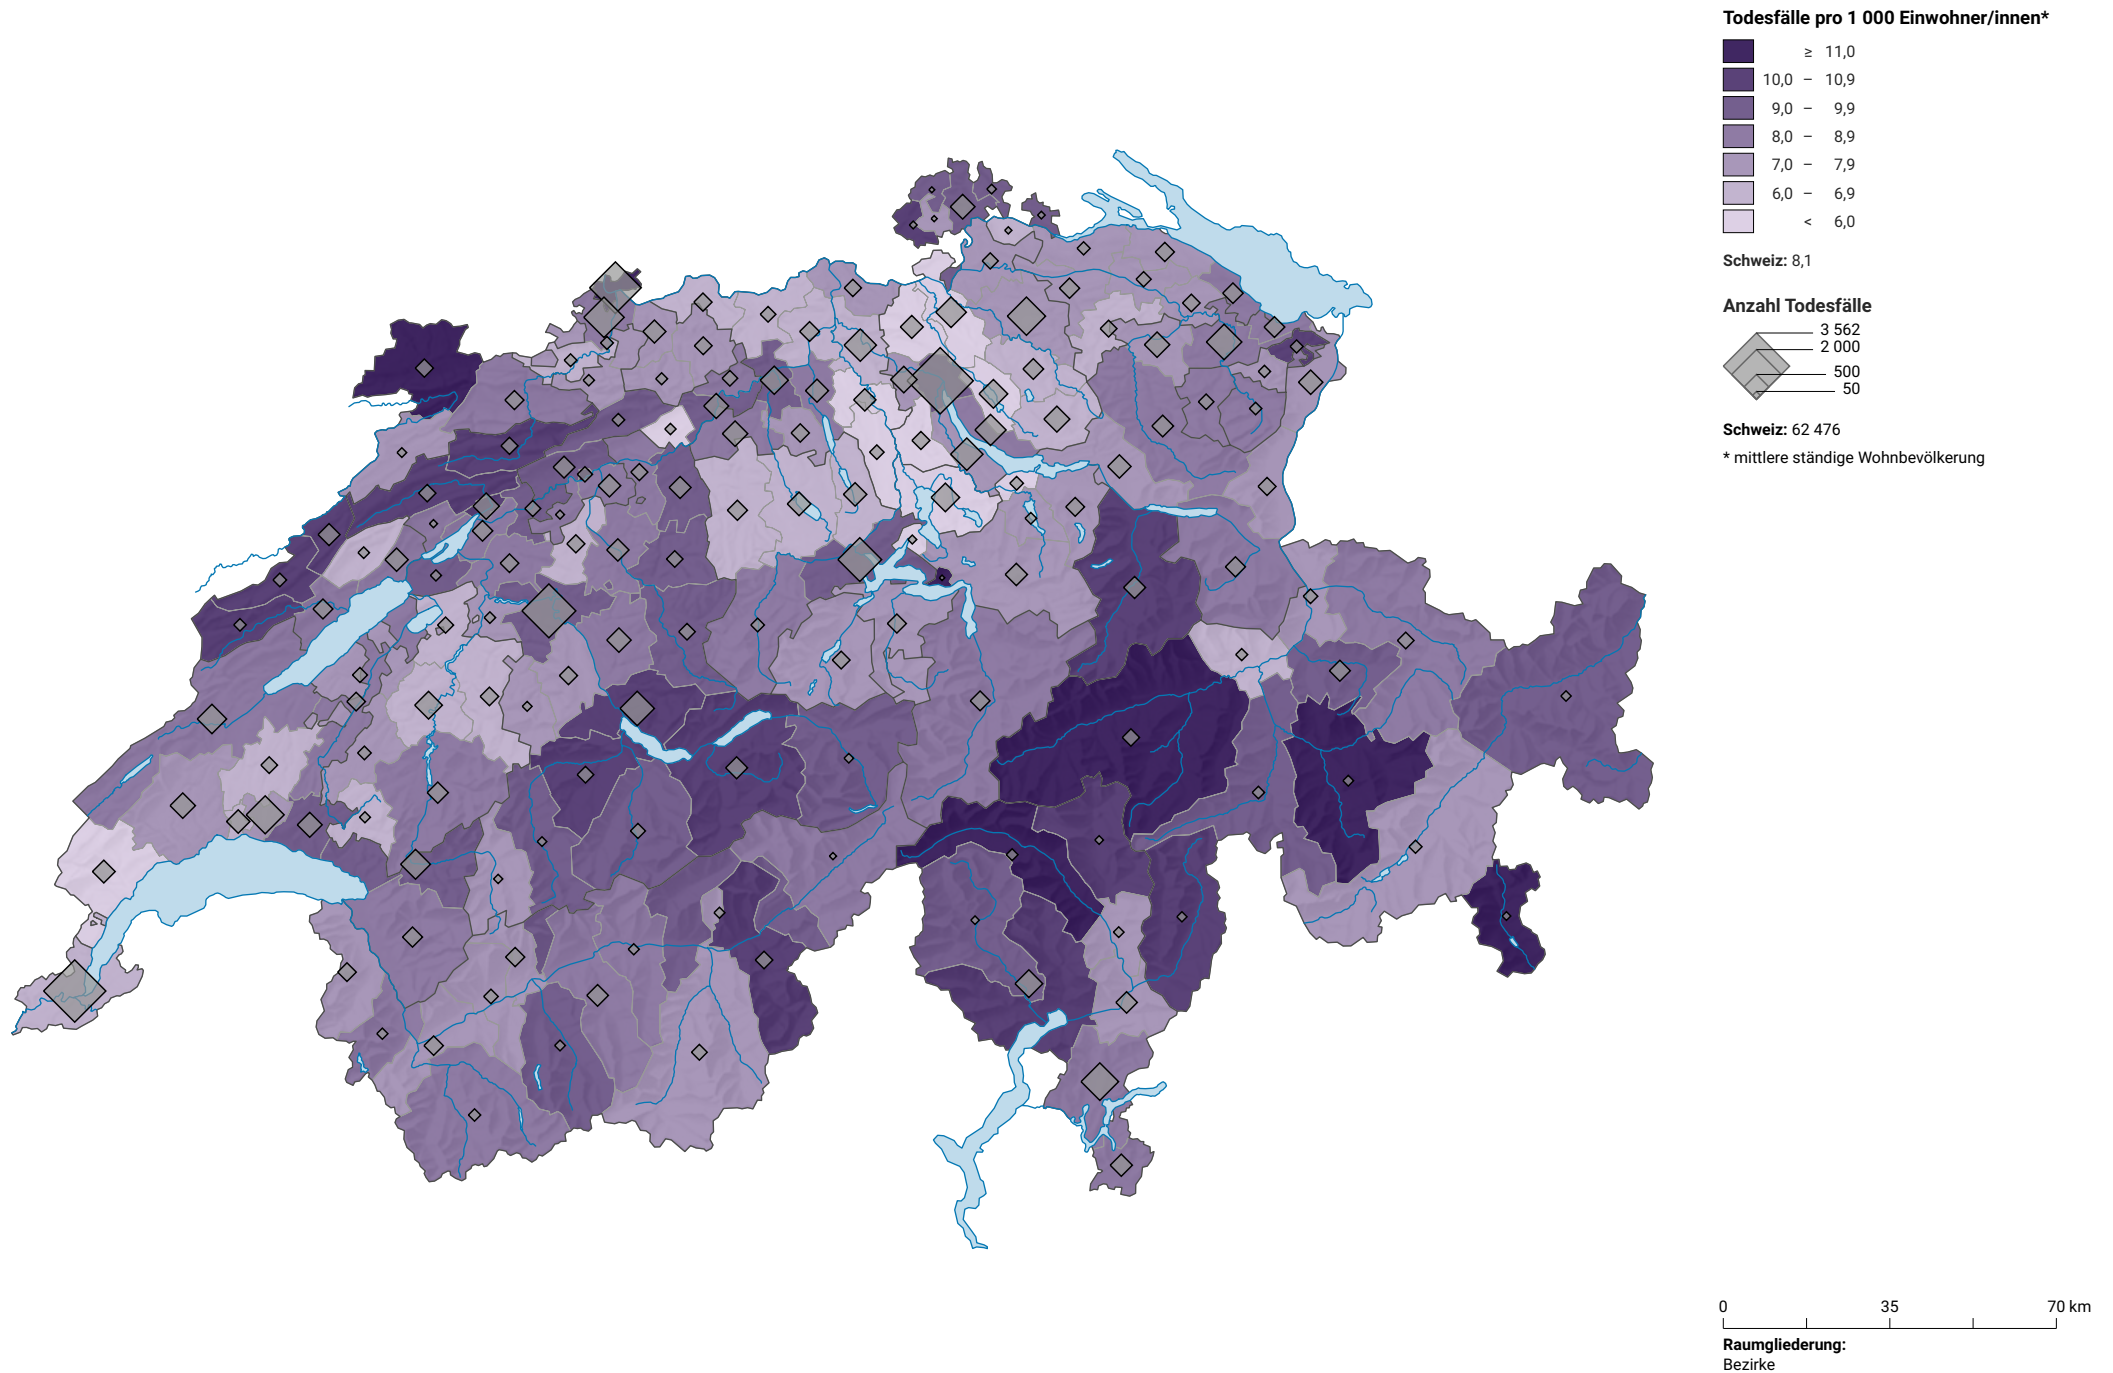 Todesfälle pro 1 000 Einwohner/innen*
≥ 11,0
10,0 – 10,9
9,0 – 9,9
8,0 – 8,9
7,0 – 7,9
6,0 – 6,9
< 6,0
Schweiz: 8,1
Anzahl Todesfälle
3 562
2 000
500
50
Schweiz: 62 476
* mittlere ständige Wohnbevölkerung
0 35 70 km
Raumgliederung:
Bezirke